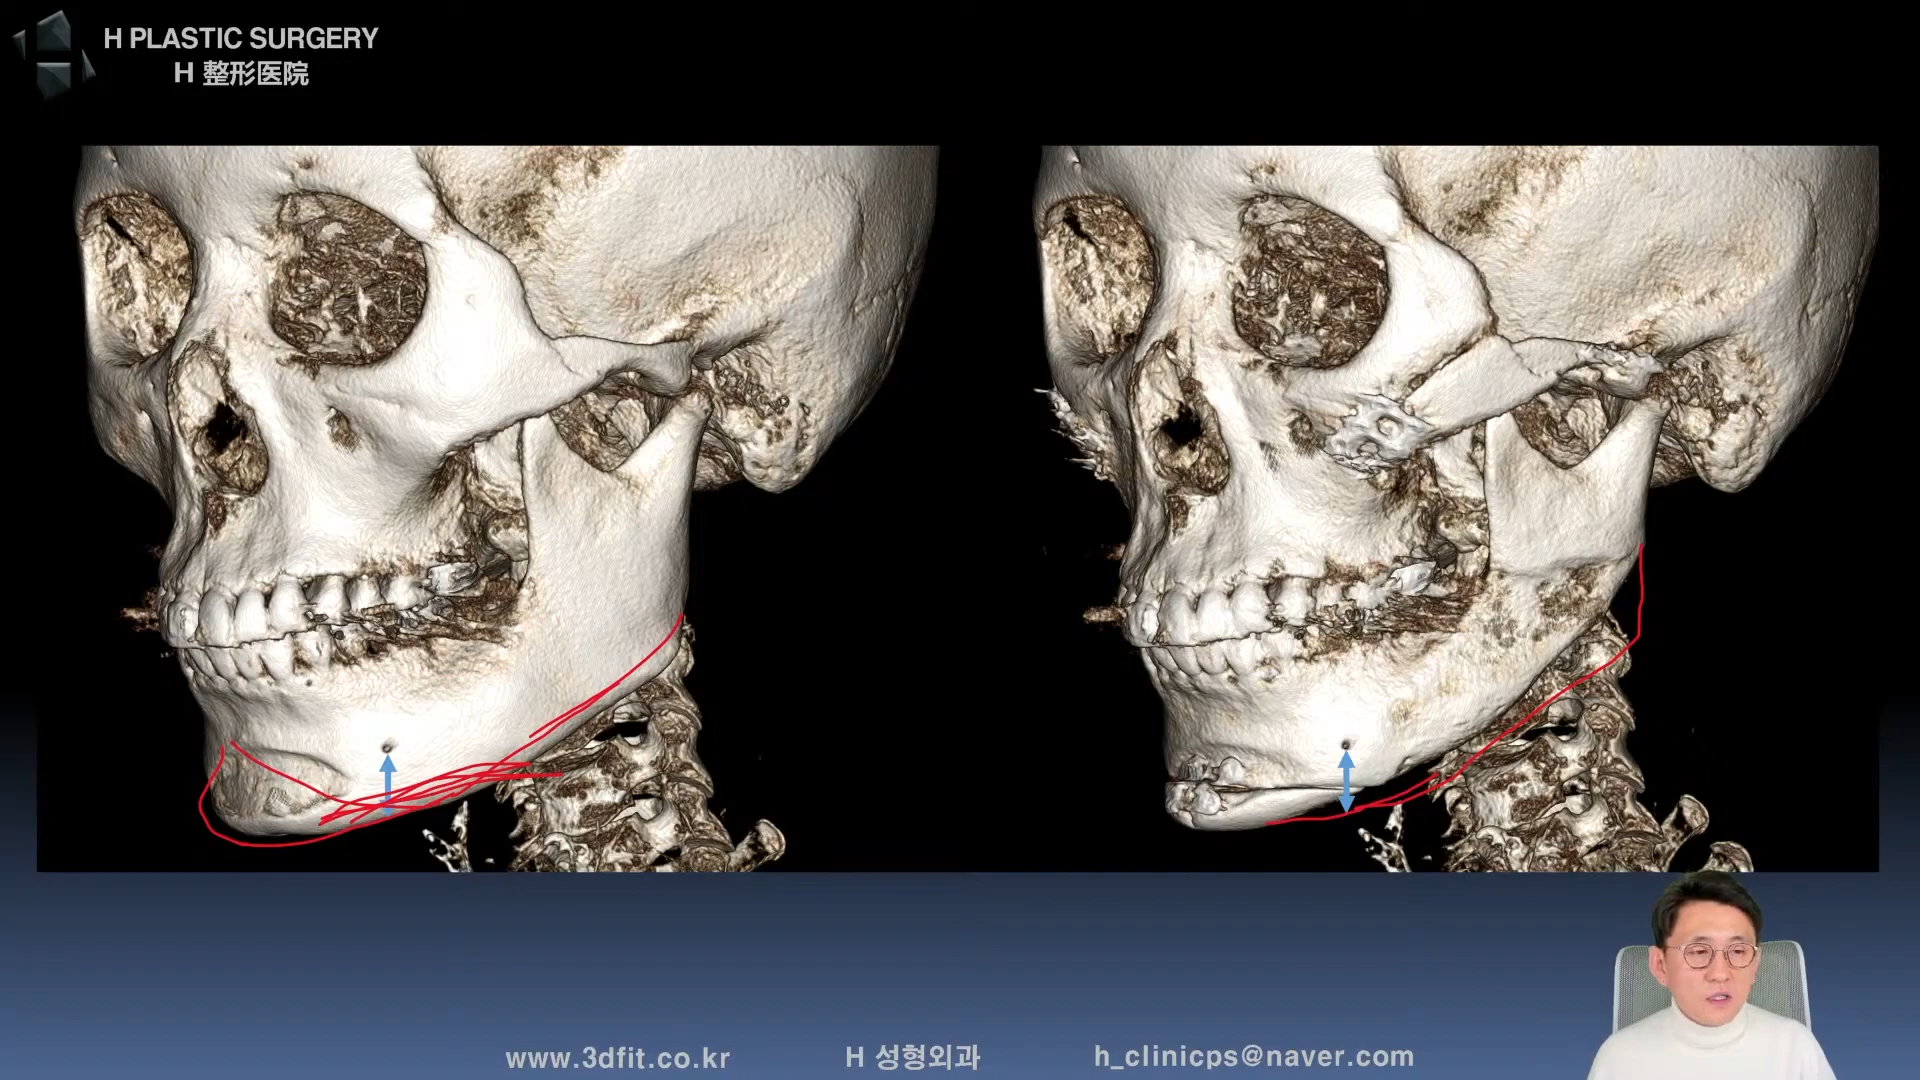 H PLASTIC SURGERY
H 整形医院
www.3dfit.co.kr
H 성형외과
h_clinicps@naver.com